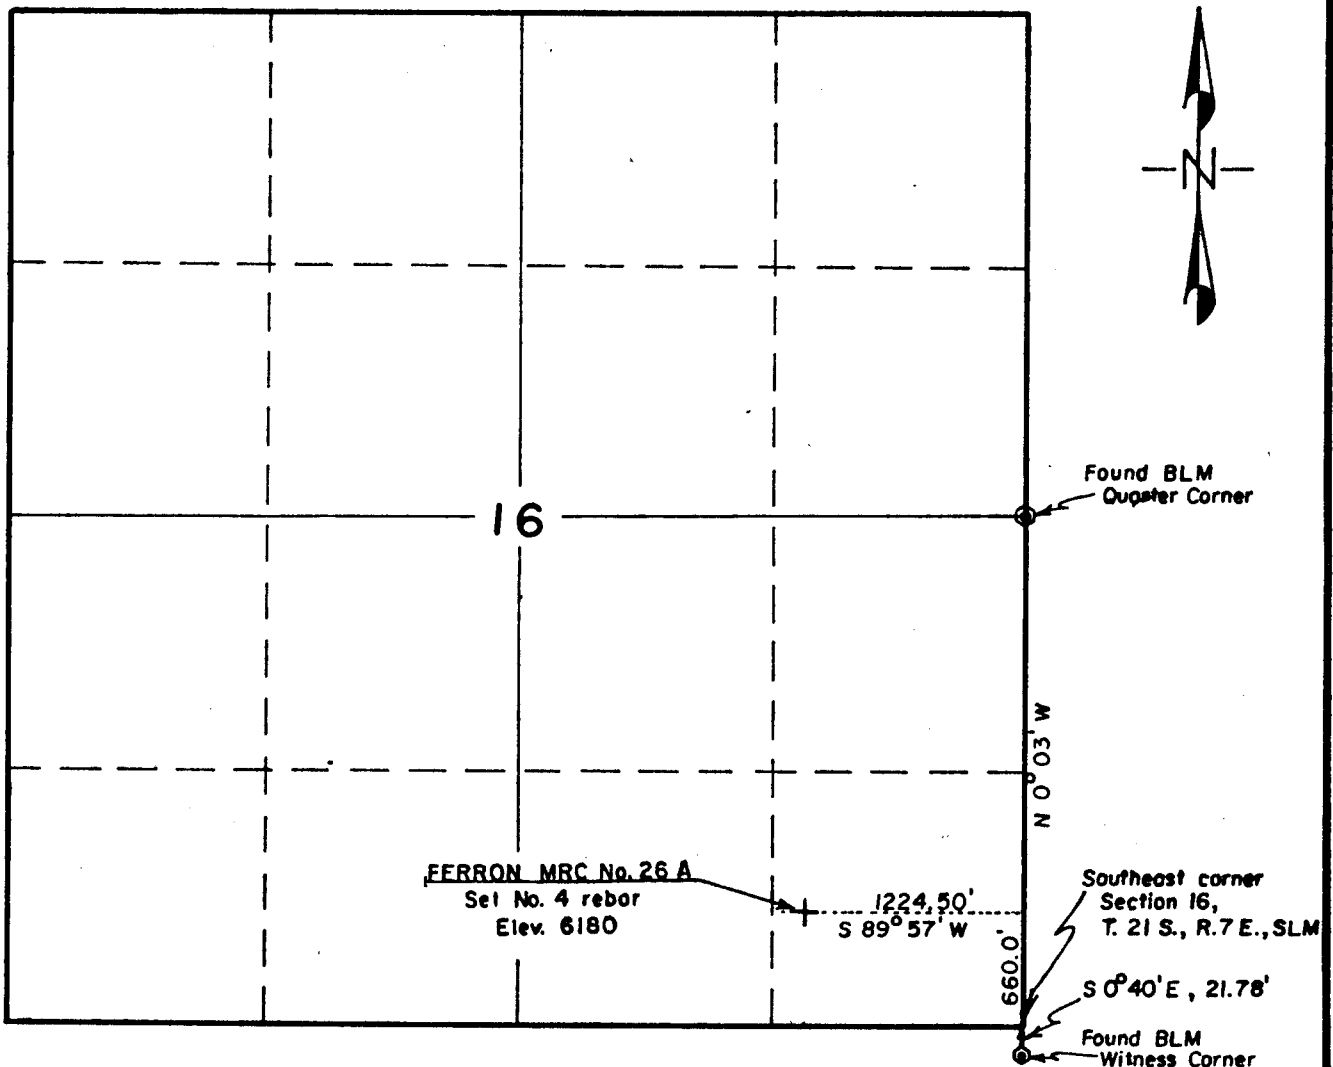 N
Found BLM
Quoster Corner
16
N 0° 03' W
FERRON MRC No. 26 A
Set No. 4 rebar
Elev. 6180
1224.50'
S 89° 57' W
660.0'
Southeast corner
Section 16,
T. 21 S., R. 7 E., SLM
S 0° 40' E , 21.78'
Found BLM
Witness Corner